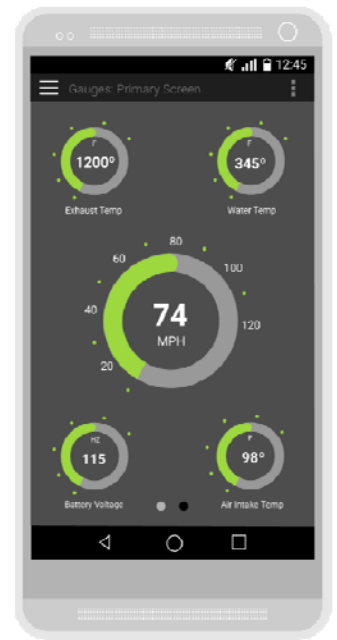 12:45
Gauges: Primary Screen
F
1200°
Exhaust Temp
F
345°
Water Temp
80
60
100
40
120
20
74
MPH
HZ
115
Battery Voltage
F
98°
Air Intake Temp